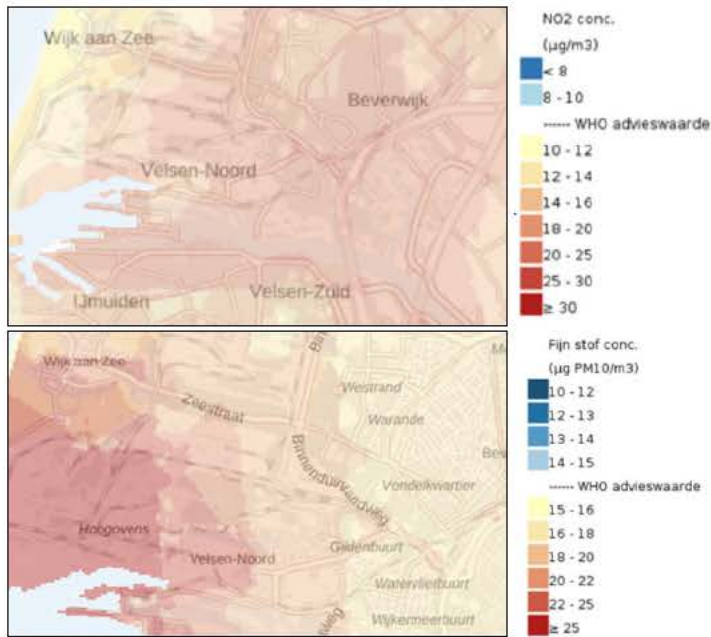 Wijk aan Zee
Beverwijk
Velsen-Noord
IJmuiden
Velsen-Zuid
NO2 conc.
(µg/m3)
< 8
8 - 10
------ WHO advieswaarde
10 - 12
12 - 14
14 - 16
18 - 20
20 - 25
25 - 30
≥ 30
Wijk aan Zee
Zeestraat
Westrand
Warande
Binnenduinrandweg
Vondelkwartier
Hoogovens
Gildenbuurt
Velsen-Noord
Watervlietbuurt
Wijkermeerbuurt
Fijn stof conc.
(µg PM10/m3)
10 - 12
12 - 13
13 - 14
14 - 15
------ WHO advieswaarde
15 - 16
16 - 18
18 - 20
20 - 22
22 - 25
≥ 25